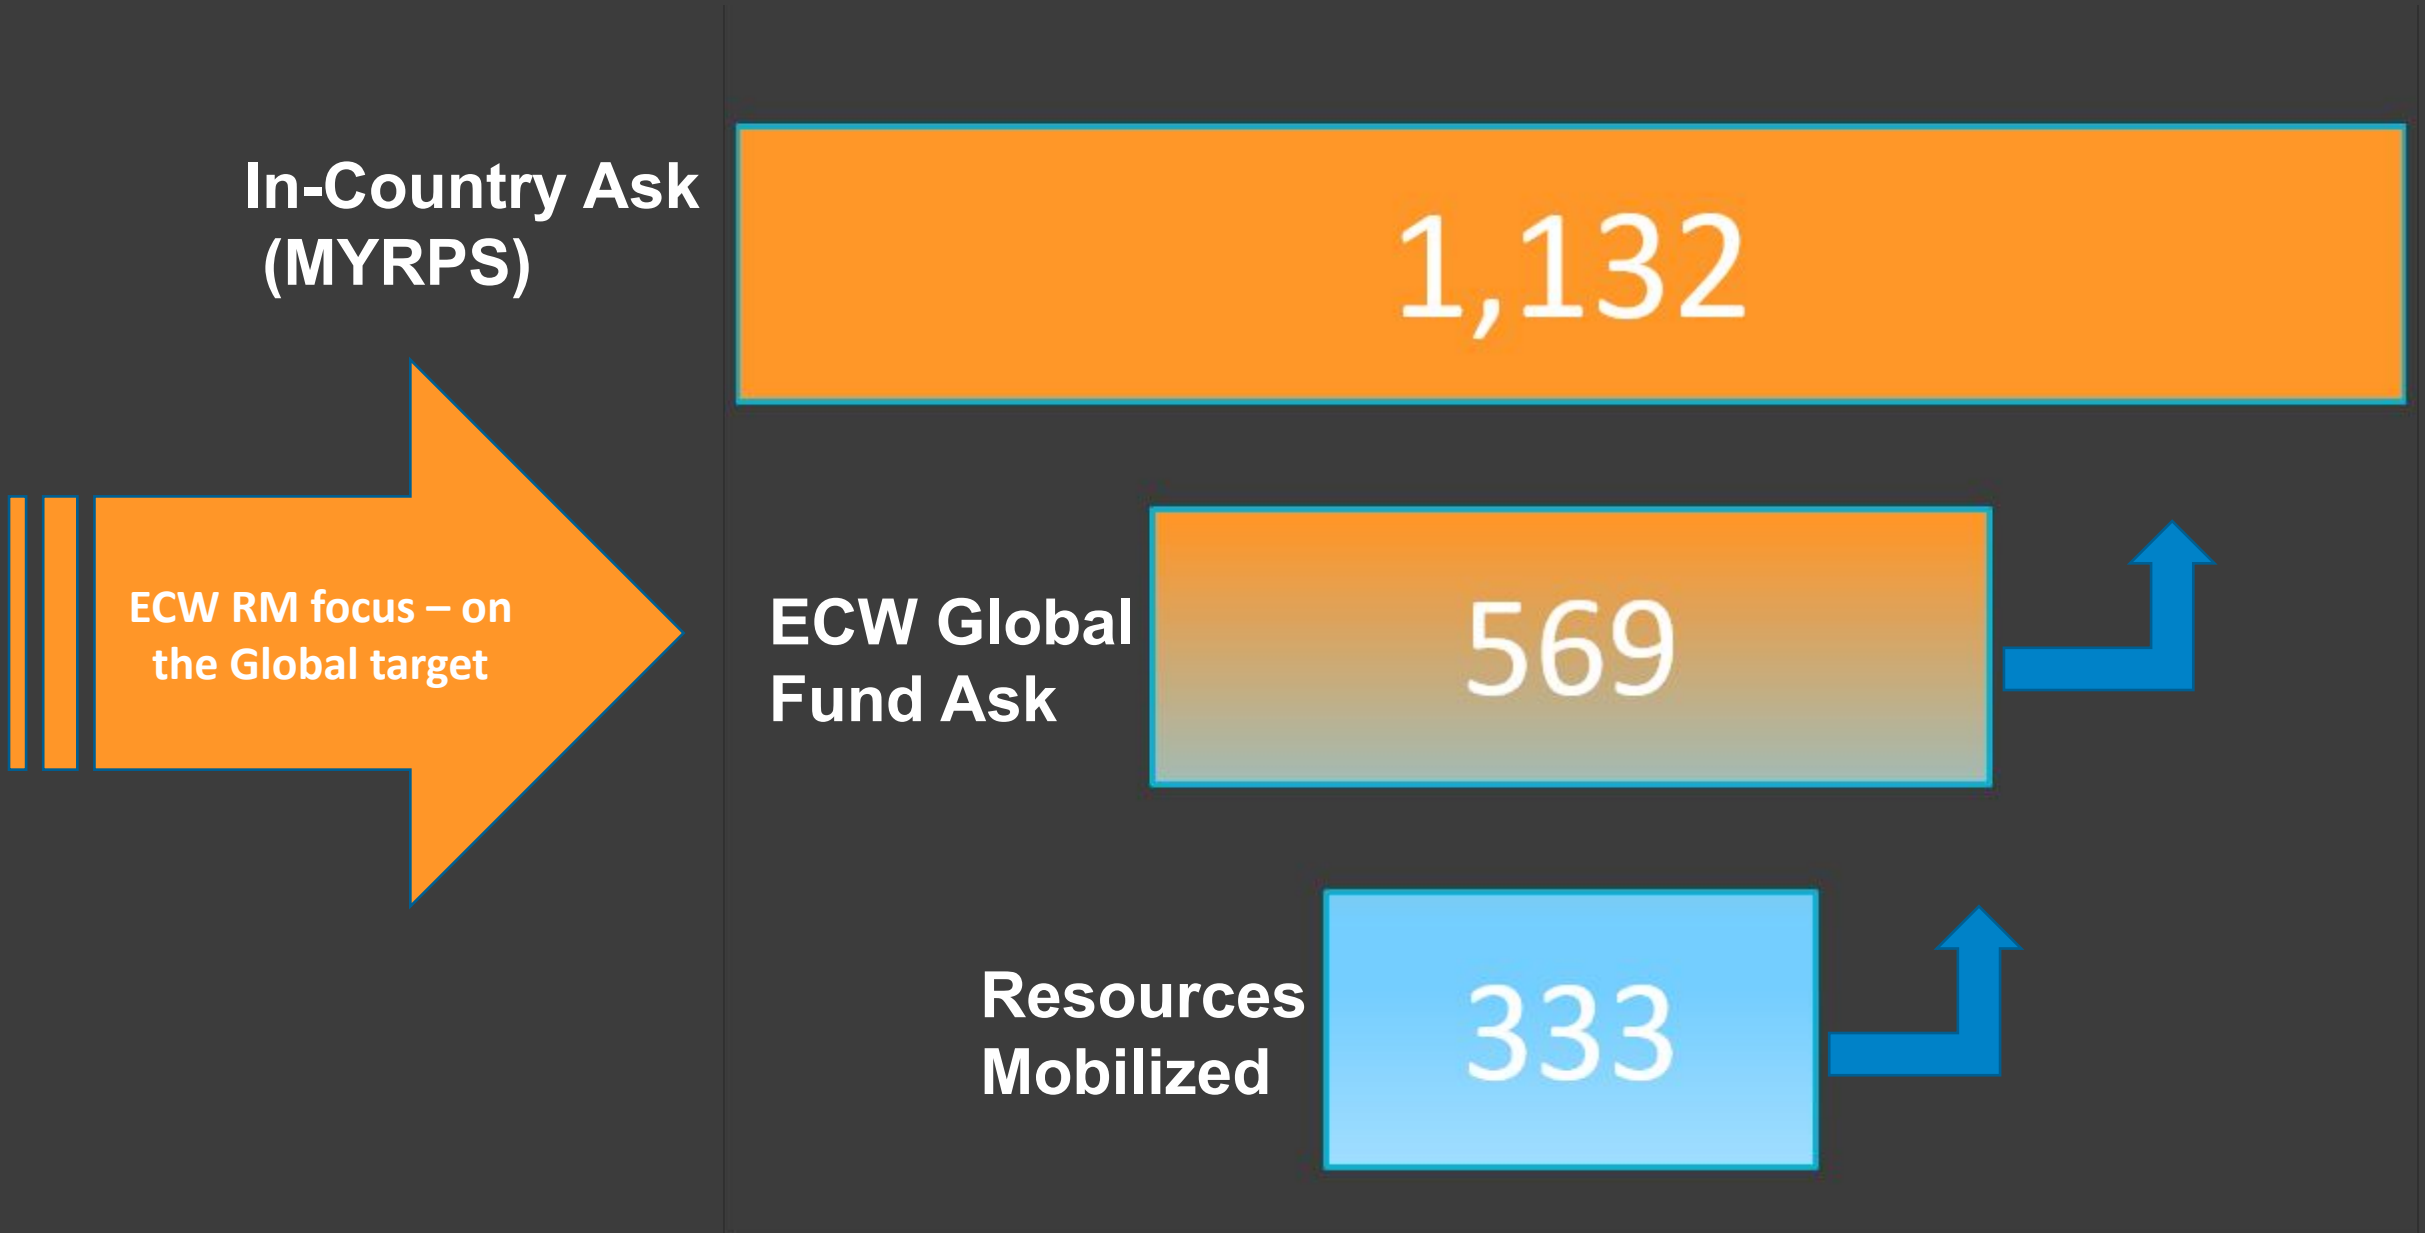 In-Country Ask
(MYRPS)
1,132
ECW RM focus – on
the Global target
ECW Global
Fund Ask
569
Resources
Mobilized
333